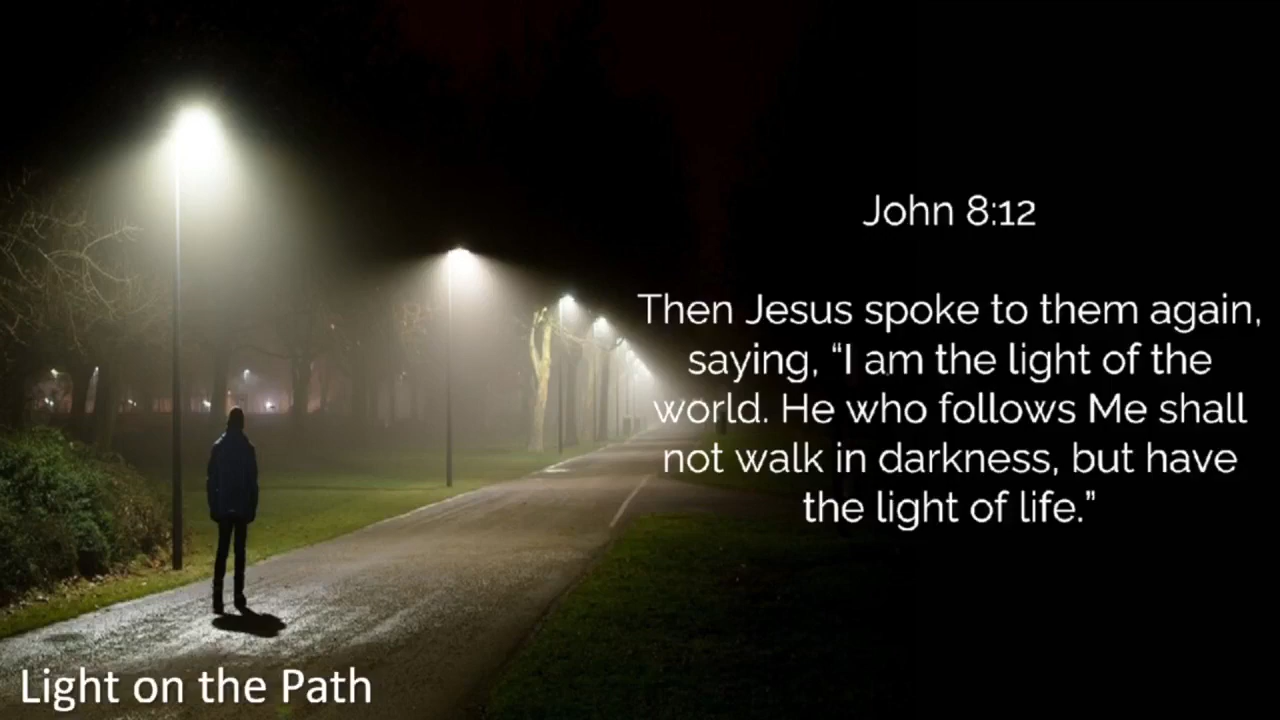 John 8:12
Then Jesus spoke to them again,
saying, “I am the light of the
world. He who follows Me shall
not walk in darkness, but have
the light of life.”
Light on the Path